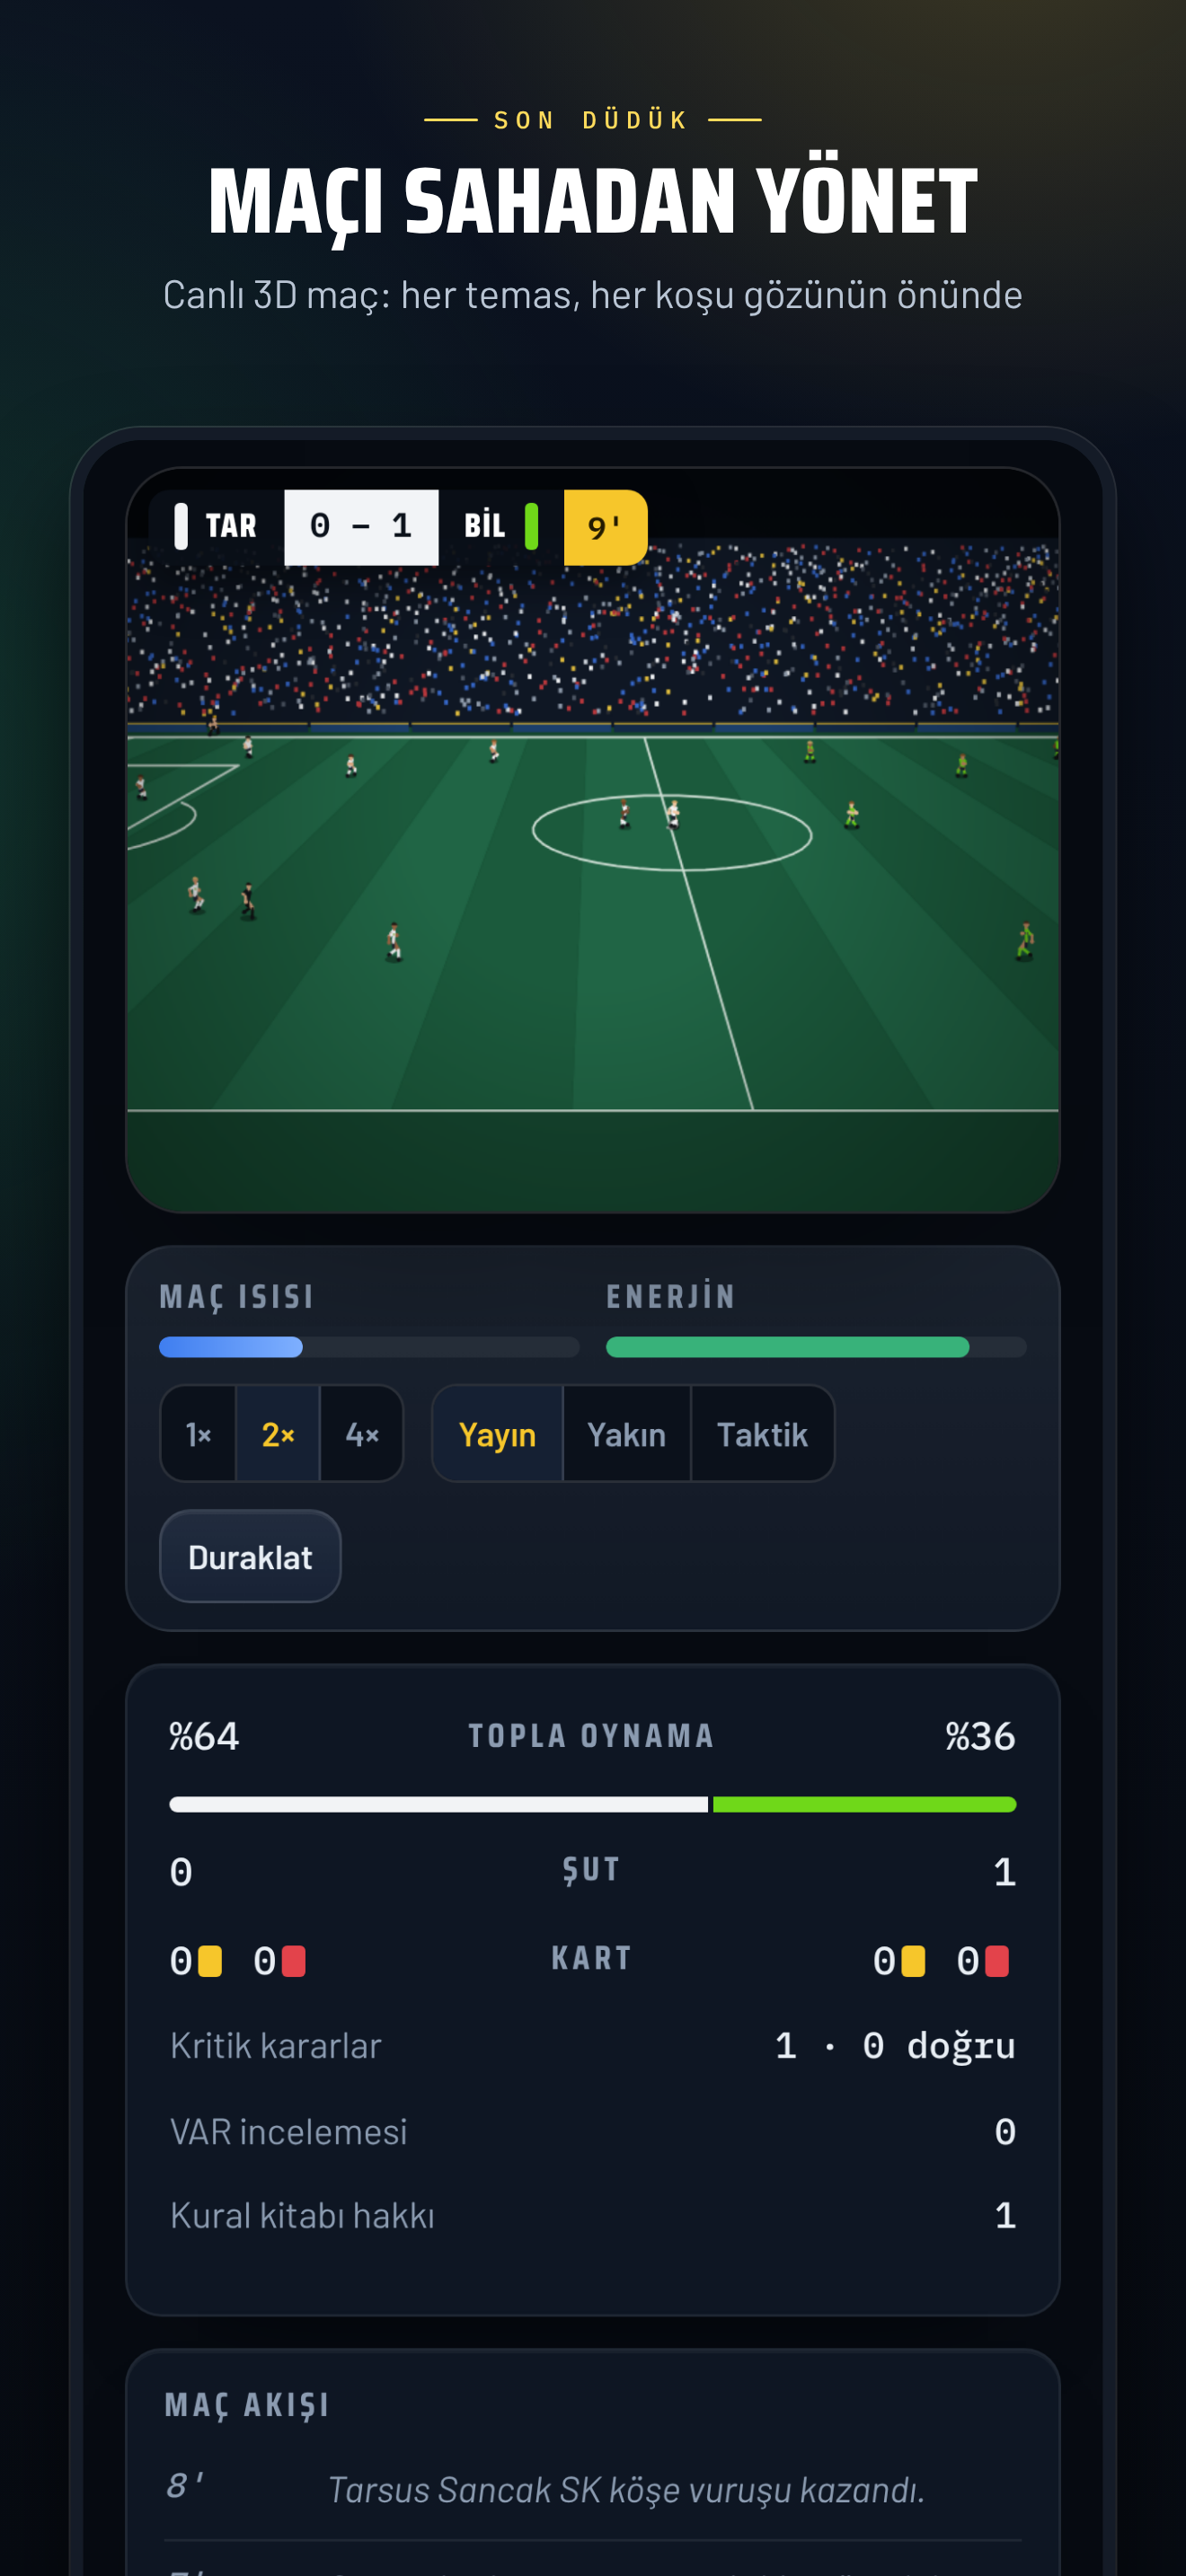 SON DÜDÜK
MAÇI SAHADAN YÖNET
Canlı 3D maç: her temas, her koşu gözünün önünde
TAR 0 – 1 BİL 9'
MAÇ ISISI ENERJİN
1× 2× 4× Yayın Yakın Taktik
Duraklat
%64 TOPLA OYNAMA %36
0 ŞUT 1
0 0 KART 0 0
Kritik kararlar 1 · 0 doğru
VAR incelemesi 0
Kural kitabı hakkı 1
MAÇ AKIŞI
8' Tarsus Sancak SK köşe vuruşu kazandı.